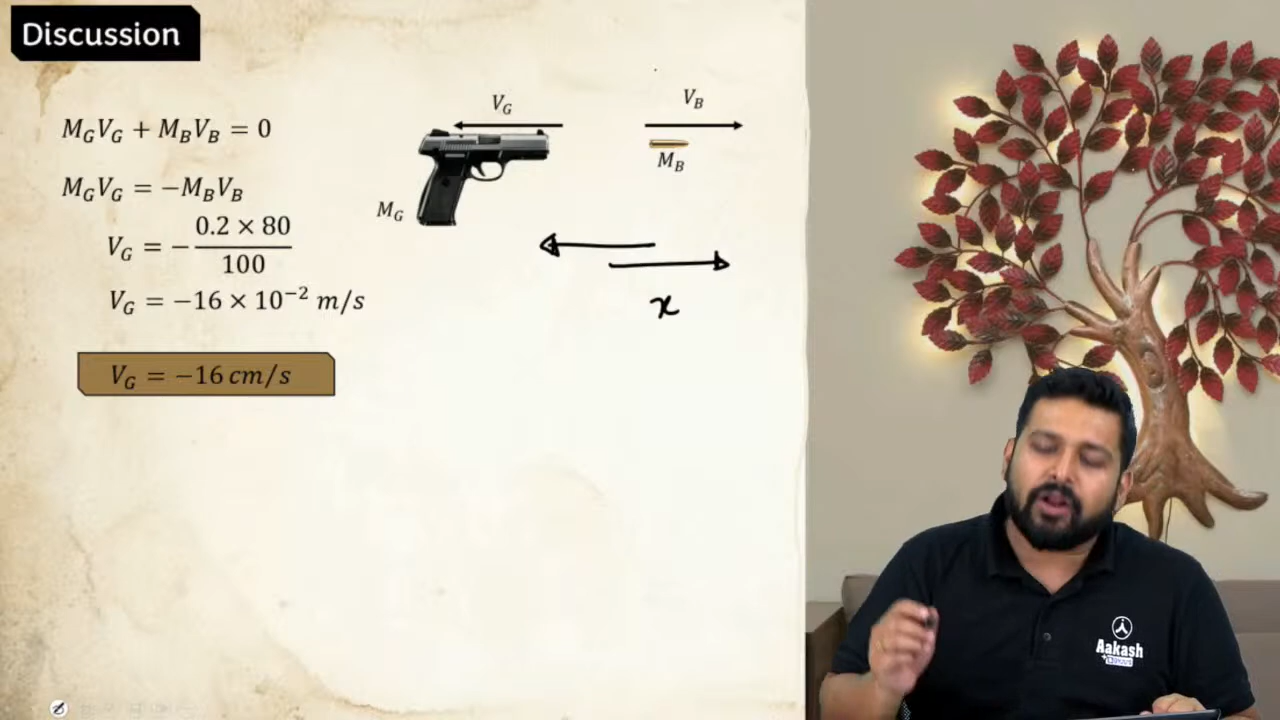 Discussion
M_G V_G + M_B V_B = 0
M_G V_G = −M_B V_B
V_G = − 0.2 × 80 / 100
V_G = −16 × 10⁻² m/s
V_G = −16 cm/s
V_G
V_B
M_B
M_G
x
Aakash